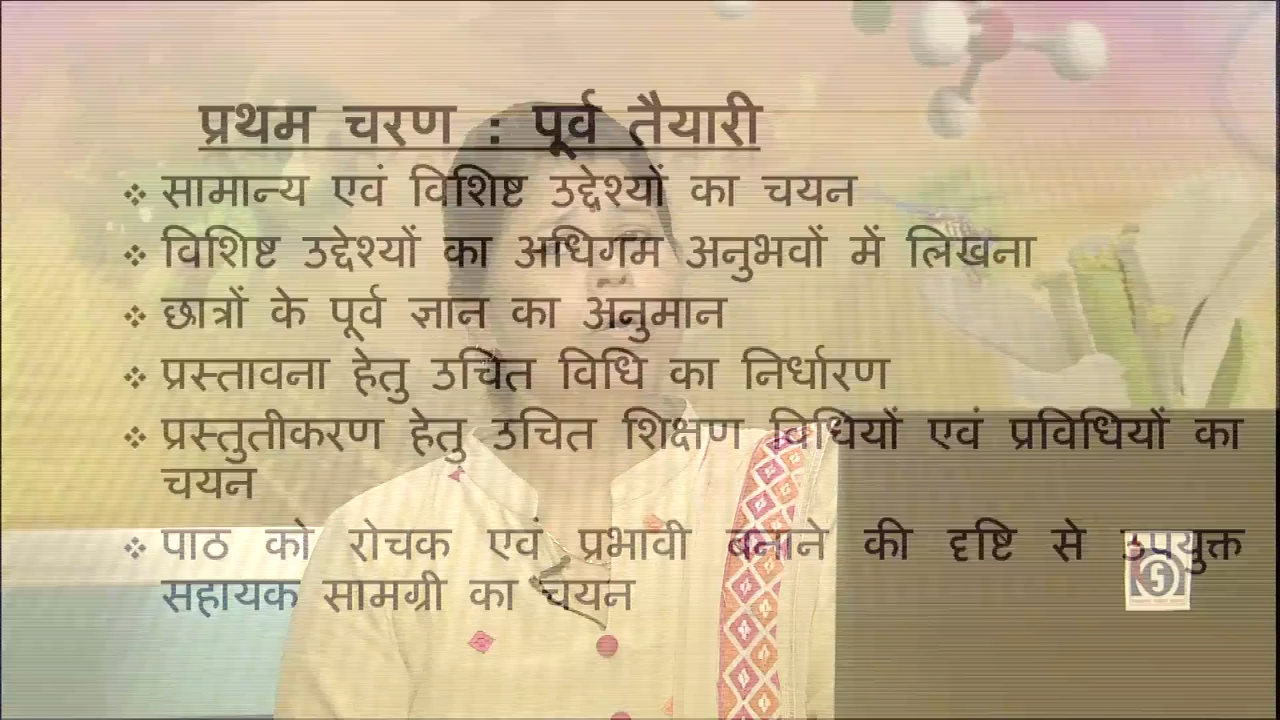 प्रथम चरण : पूर्व तैयारी
❖ सामान्य एवं विशिष्ट उद्देश्यों का चयन
❖ विशिष्ट उद्देश्यों का अधिगम अनुभवों में लिखना
❖ छात्रों के पूर्व ज्ञान का अनुमान
❖ प्रस्तावना हेतु उचित विधि का निर्धारण
❖ प्रस्तुतीकरण हेतु उचित शिक्षण विधियों एवं प्रविधियों का
चयन
❖ पाठ को रोचक एवं प्रभावी बनाने की दृष्टि से उपयुक्त
सहायक सामग्री का चयन